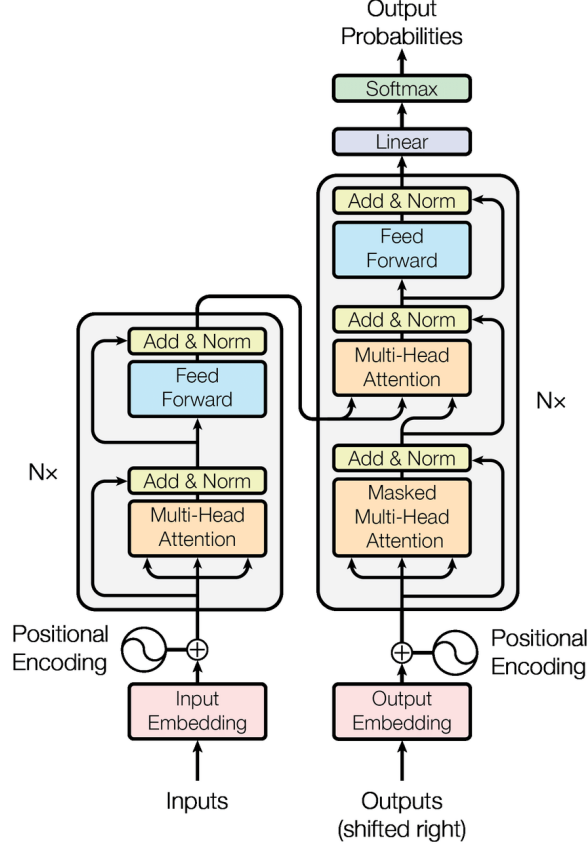 Output
Probabilities
Softmax
Linear
Add & Norm
Feed
Forward
Add & Norm
Multi-Head
Attention
Add & Norm
Masked
Multi-Head
Attention
Nx
Add & Norm
Feed
Forward
Add & Norm
Multi-Head
Attention
Nx
Positional
Encoding
Positional
Encoding
Input
Embedding
Output
Embedding
Inputs
Outputs
(shifted right)